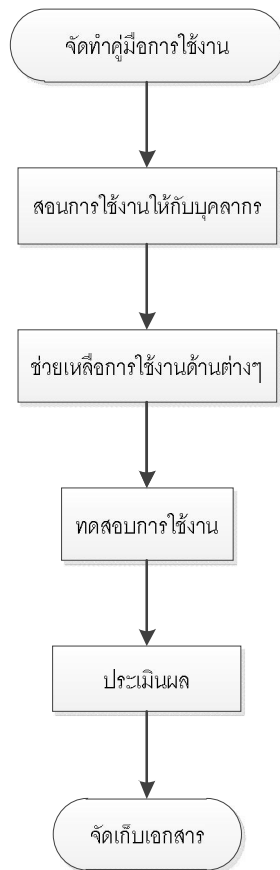 จัดทำคู่มือการใช้งาน
สอนการใช้งานให้กับบุคลากร
ช่วยเหลือการใช้งานด้านต่างๆ
ทดสอบการใช้งาน
ประเมินผล
จัดเก็บเอกสาร